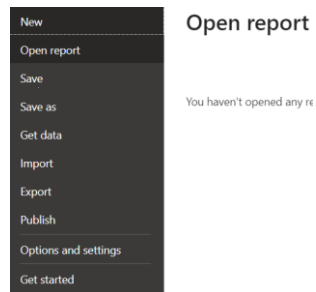 New
Open report
Save
Save as
Get data
Import
Export
Publish
Options and settings
Get started
Open report
You haven't opened any